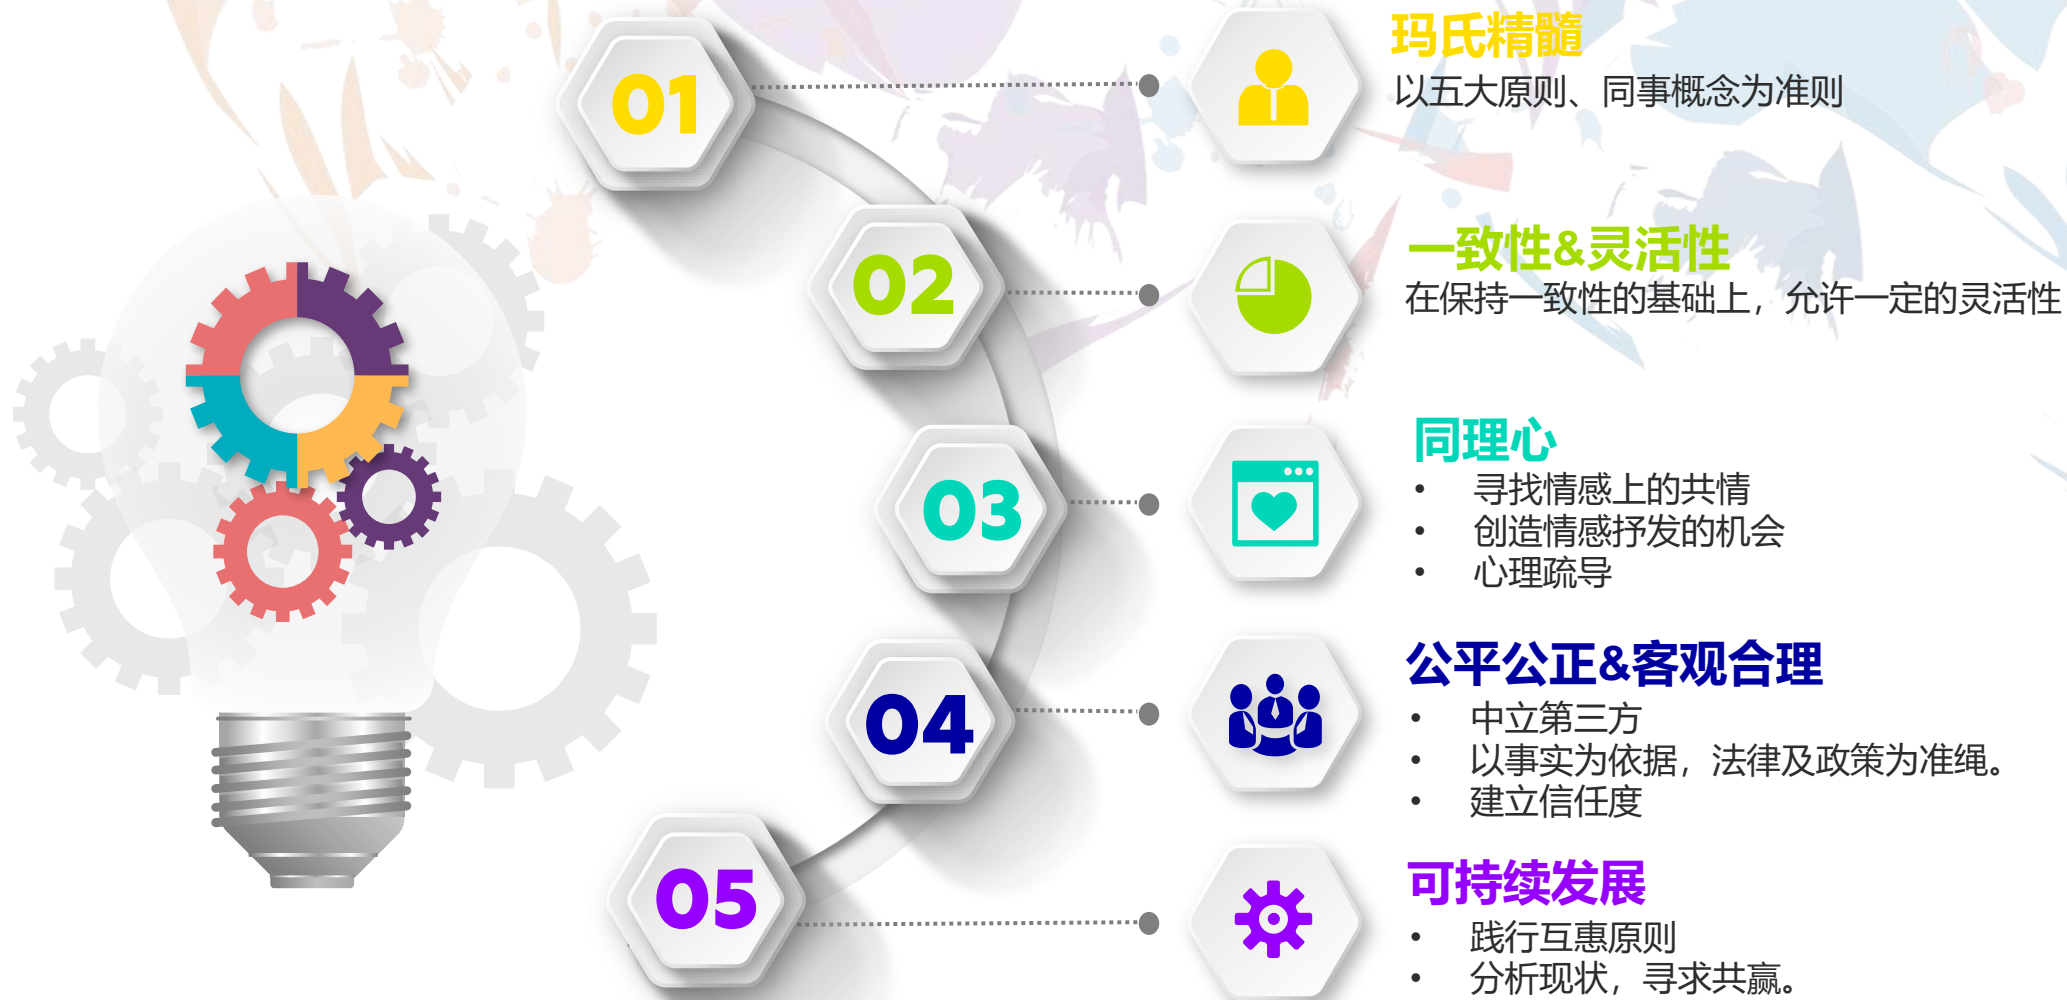 01
玛氏精髓
以五大原则、同事概念为准则
02
一致性&灵活性
在保持一致性的基础上，允许一定的灵活性
03
同理心
• 寻找情感上的共情
• 创造情感抒发的机会
• 心理疏导
04
公平公正&客观合理
• 中立第三方
• 以事实为依据，法律及政策为准绳。
• 建立信任度
05
可持续发展
• 践行互惠原则
• 分析现状，寻求共赢。